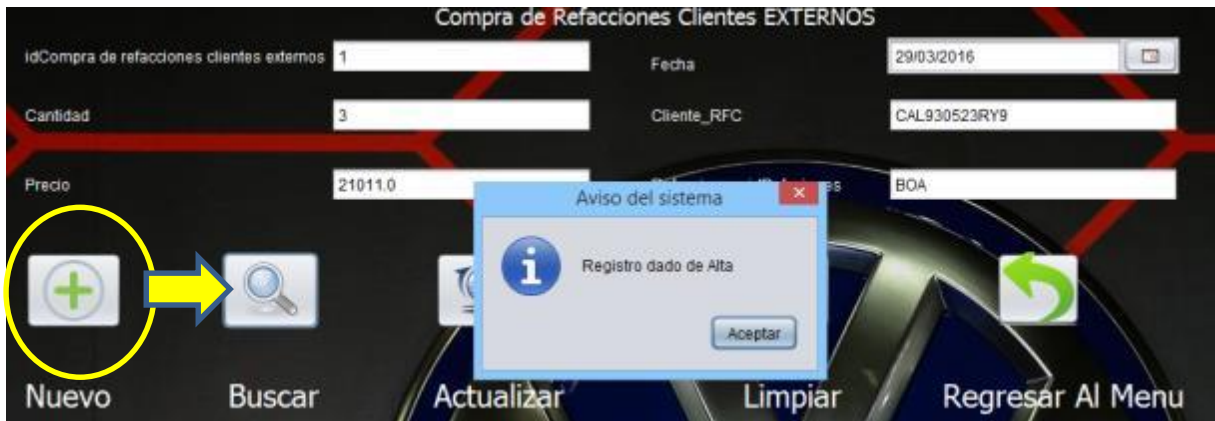 Compra de Refacciones Clientes EXTERNOS
idCompra de refacciones clientes externos 1 Fecha 29/03/2016
Cantidad 3 Cliente_RFC CAL930523RY9
Precio 21011.0 BOA
Aviso del sistema
Registro dado de Alta
Aceptar
Nuevo Buscar Actualizar Limpiar Regresar Al Menu